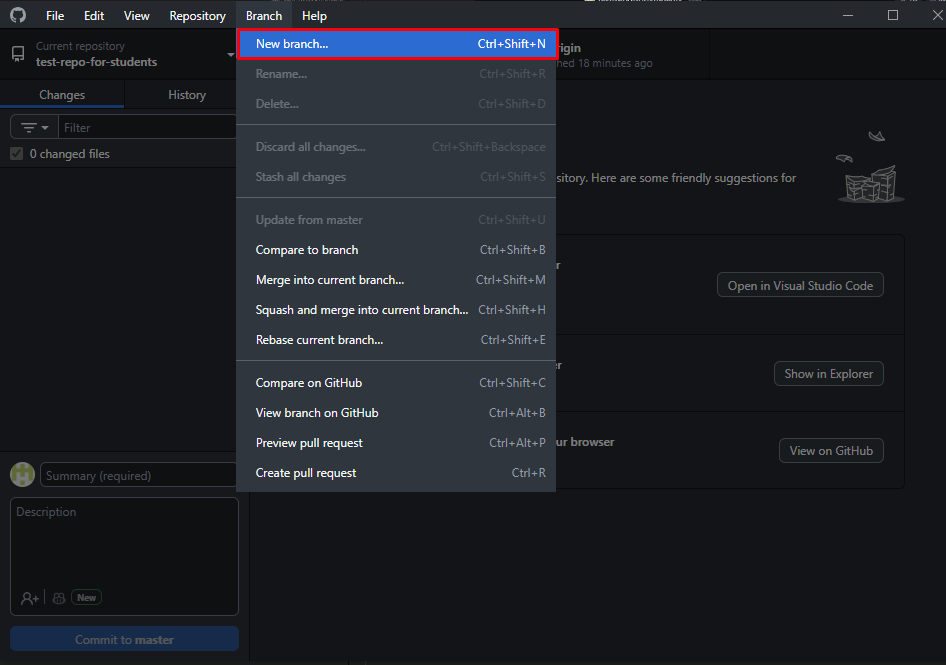 File Edit View Repository Branch Help
Current repository
test-repo-for-students
Changes History
Filter
0 changed files
New branch... Ctrl+Shift+N
Rename... Ctrl+Shift+R
Delete... Ctrl+Shift+D
Discard all changes... Ctrl+Shift+Backspace
Stash all changes Ctrl+Shift+S
Update from master Ctrl+Shift+U
Compare to branch Ctrl+Shift+B
Merge into current branch... Ctrl+Shift+M
Squash and merge into current branch... Ctrl+Shift+H
Rebase current branch... Ctrl+Shift+E
Compare on GitHub Ctrl+Shift+C
View branch on GitHub Ctrl+Alt+B
Preview pull request Ctrl+Alt+P
Create pull request Ctrl+R
rigin
hed 18 minutes ago
sitory. Here are some friendly suggestions for
r
Open in Visual Studio Code
er
Show in Explorer
ur browser
View on GitHub
Summary (required)
Description
New
Commit to master